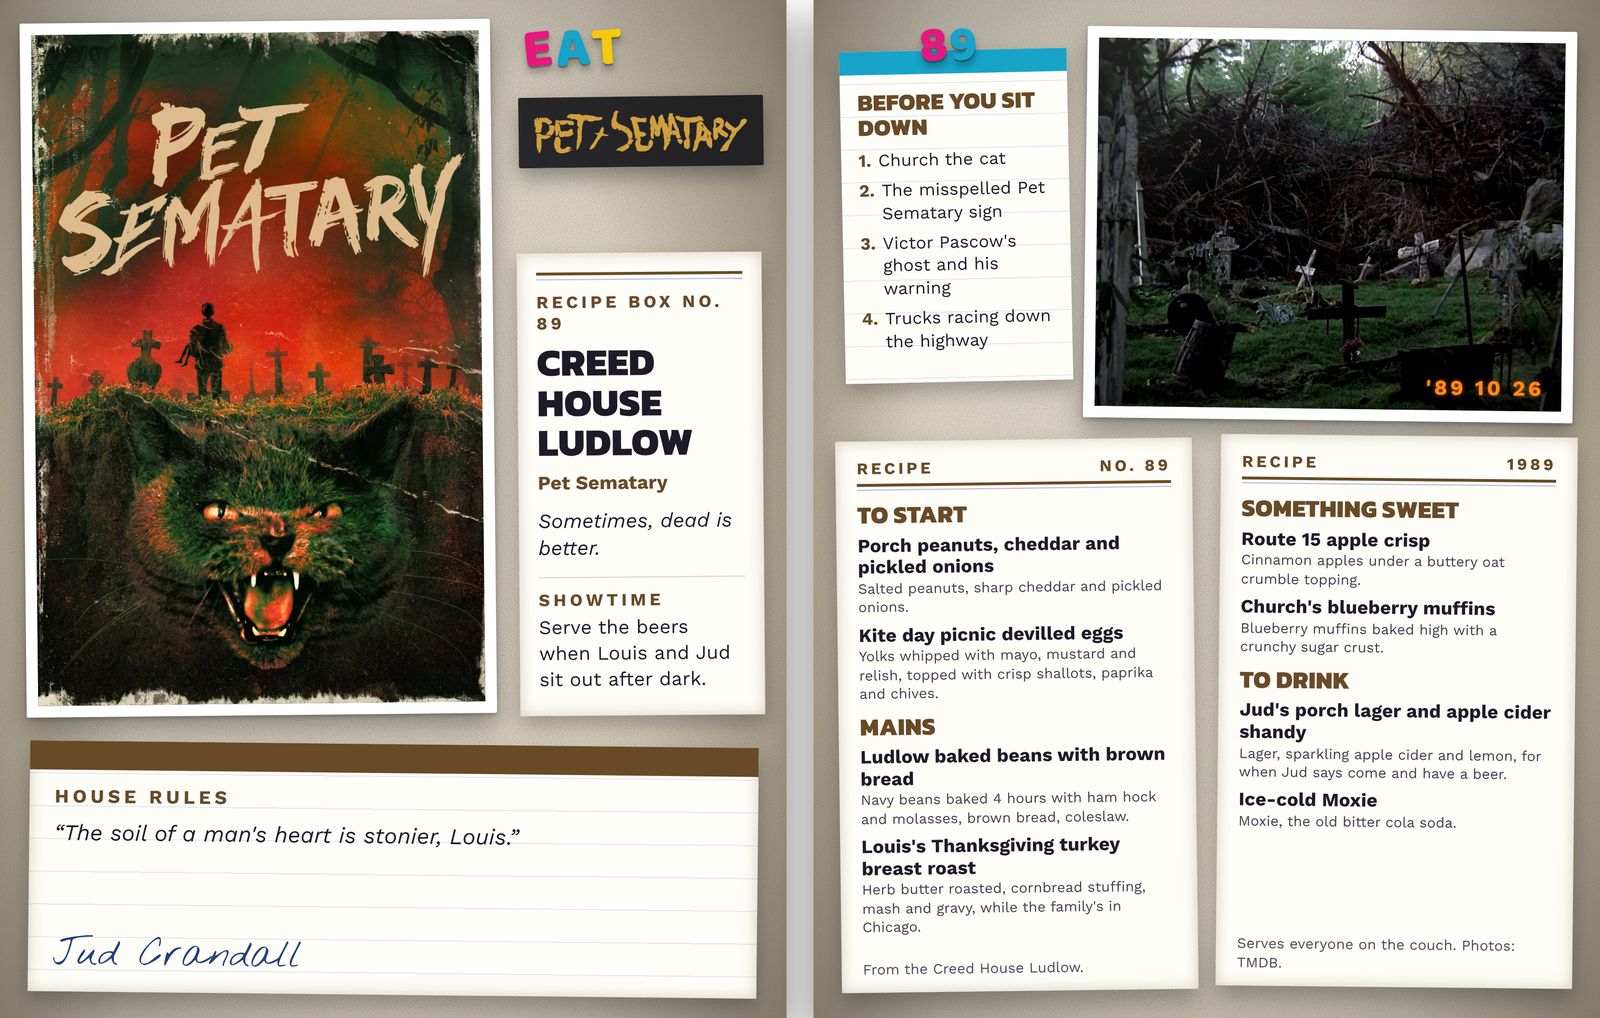 PET
SEMATARY
EAT
PET SEMATARY
RECIPE BOX NO.
89
CREED
HOUSE
LUDLOW
Pet Sematary
Sometimes, dead is
better.
SHOWTIME
Serve the beers
when Louis and Jud
sit out after dark.
HOUSE RULES
“The soil of a man's heart is stonier, Louis.”
Jud Crandall
89
BEFORE YOU SIT
DOWN
1. Church the cat
2. The misspelled Pet
Sematary sign
3. Victor Pascow's
ghost and his
warning
4. Trucks racing down
the highway
'89 10 26
RECIPE NO. 89
TO START
Porch peanuts, cheddar and
pickled onions
Salted peanuts, sharp cheddar and pickled
onions.
Kite day picnic devilled eggs
Yolks whipped with mayo, mustard and
relish, topped with crisp shallots, paprika
and chives.
MAINS
Ludlow baked beans with brown
bread
Navy beans baked 4 hours with ham hock
and molasses, brown bread, coleslaw.
Louis's Thanksgiving turkey
breast roast
Herb butter roasted, cornbread stuffing,
mash and gravy, while the family's in
Chicago.
From the Creed House Ludlow.
RECIPE 1989
SOMETHING SWEET
Route 15 apple crisp
Cinnamon apples under a buttery oat
crumble topping.
Church's blueberry muffins
Blueberry muffins baked high with a
crunchy sugar crust.
TO DRINK
Jud's porch lager and apple cider
shandy
Lager, sparkling apple cider and lemon, for
when Jud says come and have a beer.
Ice-cold Moxie
Moxie, the old bitter cola soda.
Serves everyone on the couch. Photos:
TMDB.